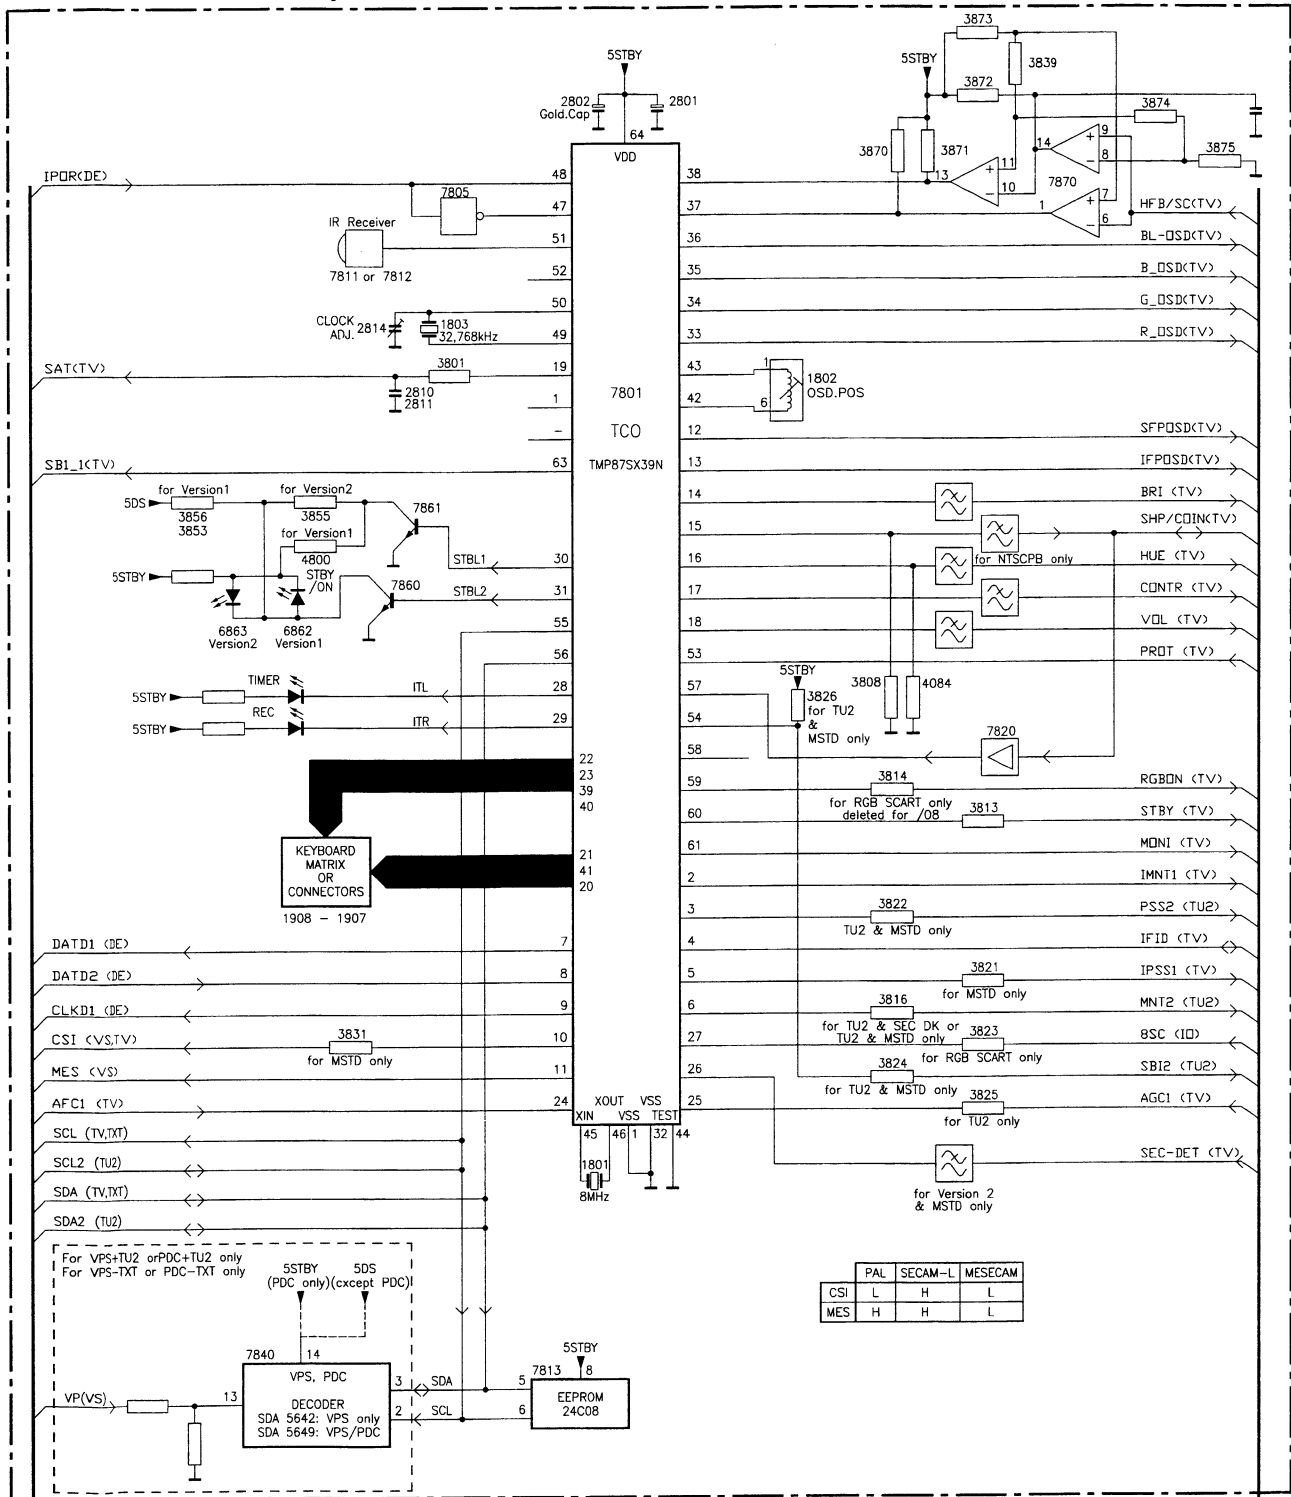 3873
5STBY
5STBY
3839
2802
Gold.Cap
2801
3872
3874
64
VDD
3870
3871
14
9
8
3875
IPOR(DE)
48
38
13
11
10
7870
7805
47
37
1
7
6
HFB/SC(TV)
IR Receiver
7811 or 7812
51
36
BL-OSD(TV)
52
35
B_OSD(TV)
CLOCK
ADJ.
2814
1803
32,768kHz
50
34
G_OSD(TV)
49
33
R_OSD(TV)
SAT(TV)
3801
19
43
1
1802
OSD.POS
2810
2811
1
7801
42
6
-
TCO
12
SFPOSD(TV)
SB1_1(TV)
63
TMP87SX39N
13
IFPOSD(TV)
5DS
for Version1
3856
3853
for Version2
3855
7861
14
BRI (TV)
for Version1
4800
15
SHP/COIN(TV)
30
STBL1
16
for NTSCPB only
HUE (TV)
5STBY
STBY
/ON
7860
31
STBL2
17
CONTR (TV)
6863
Version2
6862
Version1
55
18
VOL (TV)
56
53
PROT (TV)
5STBY
TIMER
ITL
28
57
5STBY
3826
for TU2
&
MSTD only
3808
4084
5STBY
REC
ITR
29
54
7820
22
23
39
40
58
59
3814
for RGB SCART only
deleted for /08
RGBON (TV)
60
3813
STBY (TV)
KEYBOARD
MATRIX
OR
CONNECTORS
1908 - 1907
21
41
20
61
MONI (TV)
2
IMNT1 (TV)
3
3822
TU2 & MSTD only
PSS2 (TU2)
DATD1 (DE)
7
4
IFID (TV)
DATD2 (DE)
8
5
3821
for MSTD only
IPSS1 (TV)
CLKD1 (DE)
9
6
3816
for TU2 & SEC DK or
TU2 & MSTD only
MNT2 (TU2)
CSI (VS,TV)
3831
for MSTD only
10
27
3823
for RGB SCART only
8SC (IO)
MES (VS)
11
26
3824
for TU2 & MSTD only
SBI2 (TU2)
AFC1 (TV)
24
XIN
XOUT
VSS
VSS
TEST
25
3825
for TU2 only
AGC1 (TV)
45
46
1
32
44
SCL (TV,TXT)
SCL2 (TU2)
1801
8MHz
SEC-DET (TV)
for Version 2
& MSTD only
SDA (TV,TXT)
SDA2 (TU2)
For VPS+TU2 orPDC+TU2 only
For VPS-TXT or PDC-TXT only
5STBY
(PDC only)
5DS
(cxcept PDC)
PAL SECAM-L MESECAM
CSI L H L
MES H H L
7840
14
5STBY
7813
8
VP(VS)
13
VPS, PDC
DECODER
SDA 5642: VPS only
SDA 5649: VPS/PDC
3
SDA
5
2
SCL
6
EEPROM
24C08